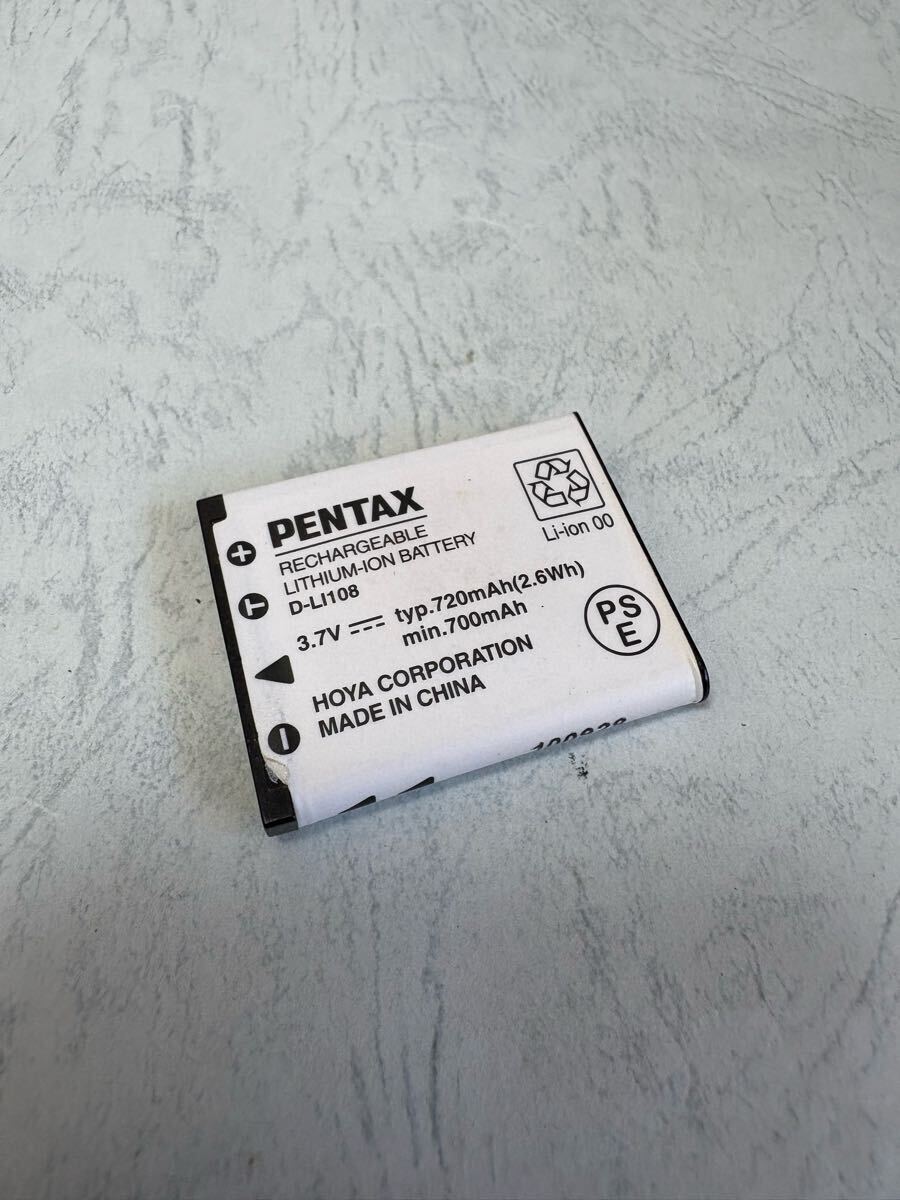 PENTAX
RECHARGEABLE
LITHIUM-ION BATTERY
D-LI108
3.7V typ.720mAh(2.6Wh)
min.700mAh
HOYA CORPORATION
MADE IN CHINA
Li-ion 00
PS
E
+
T
−